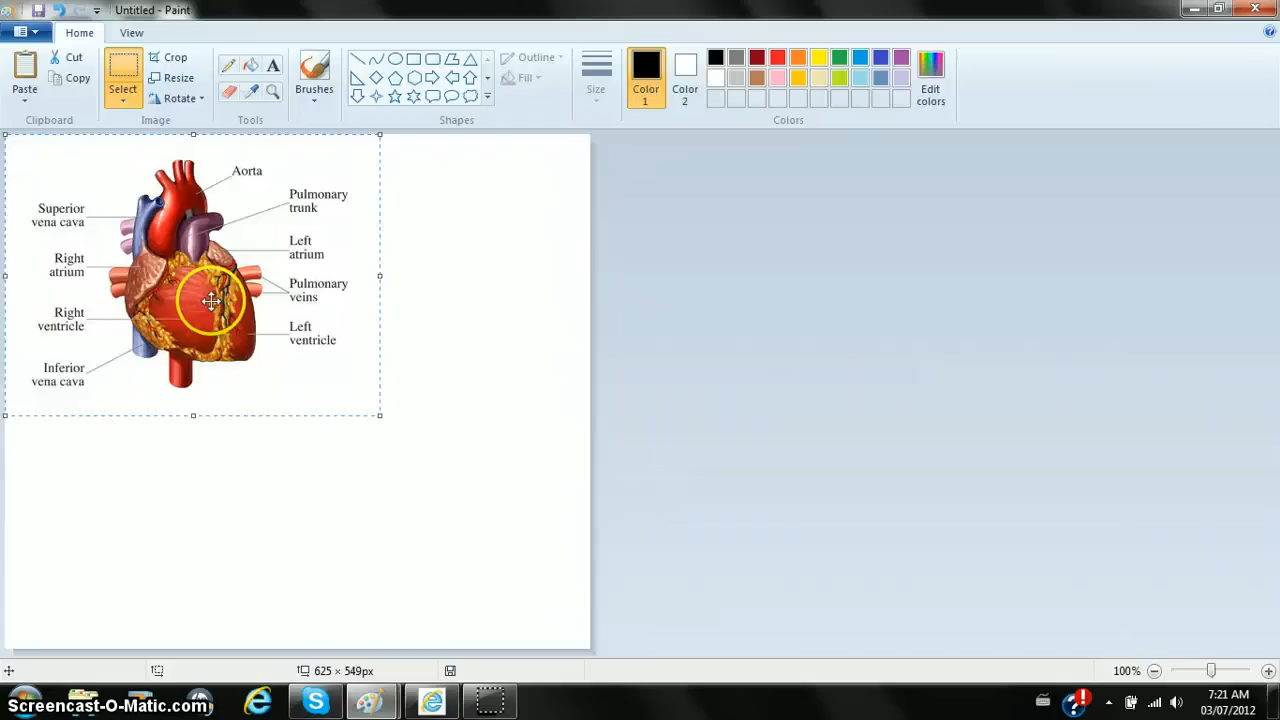 Untitled - Paint
Home
View
Paste
Cut
Copy
Clipboard
Select
Crop
Resize
Rotate
Image
A
Tools
Brushes
Outline
Fill
Shapes
Size
Color
1
Color
2
Edit
colors
Colors
Aorta
Pulmonary
trunk
Superior
vena cava
Left
atrium
Right
atrium
Pulmonary
veins
Right
ventricle
Left
ventricle
Inferior
vena cava
625 × 549px
100%
Screencast-O-Matic.com
7:21 AM
03/07/2012